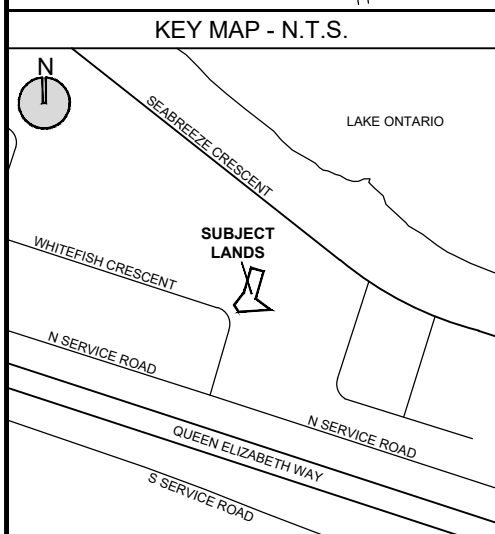 KEY MAP - N.T.S.
N
SEABREEZE CRESCENT
LAKE ONTARIO
SUBJECT
LANDS
WHITEFISH CRESCENT
N SERVICE ROAD
N SERVICE ROAD
QUEEN ELIZABETH WAY
S SERVICE ROAD